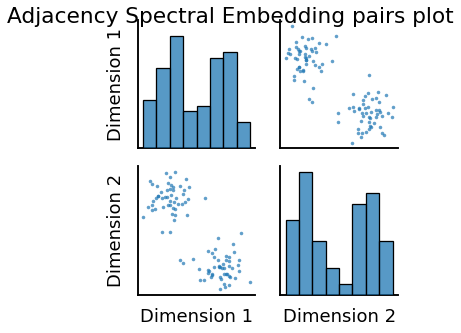 Adjacency Spectral Embedding pairs plot
Dimension 1
Dimension 2
Dimension 1
Dimension 2